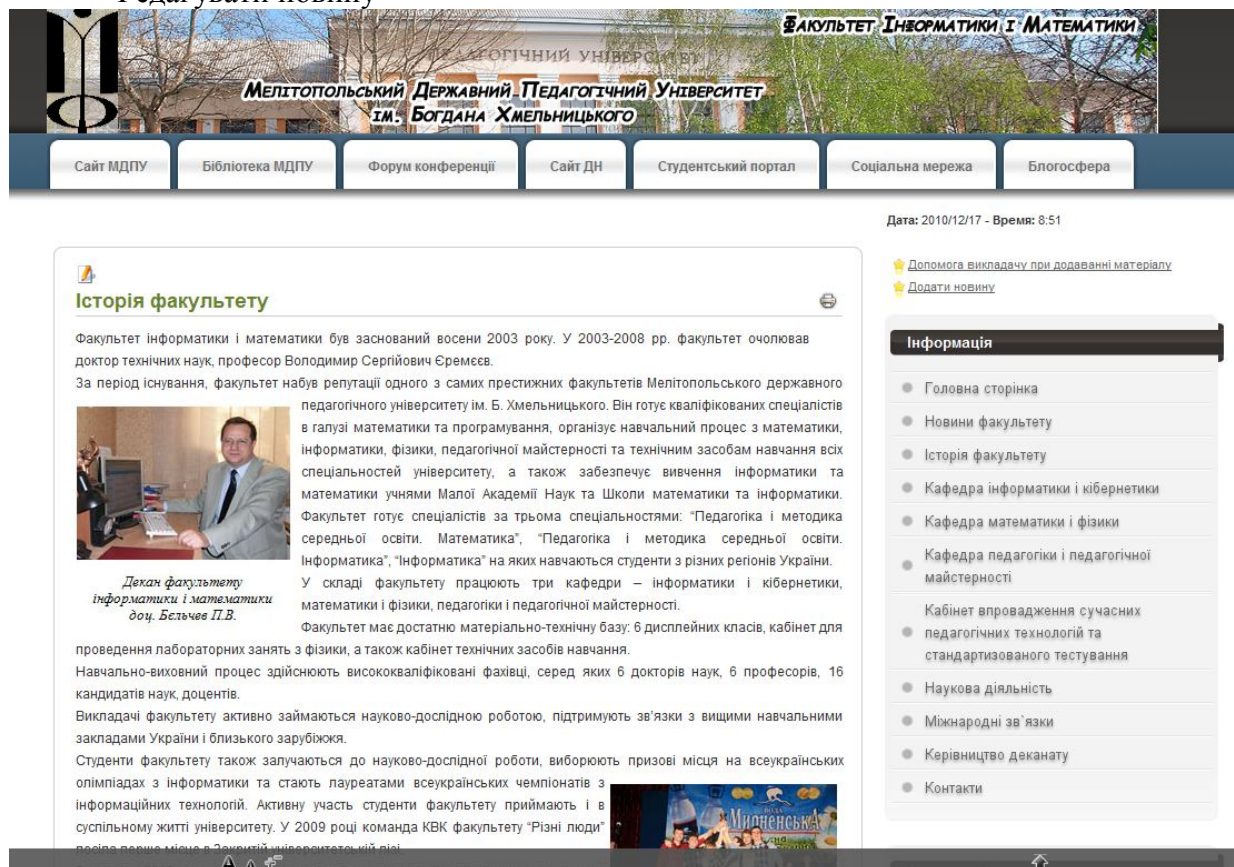 Редагувати новину
Факультет Інформатики і Математики
ПЕДАГОГІЧНИЙ УНІВЕРСИТЕТ
Мелітопольський Державний Педагогічний Університет
ім. Богдана Хмельницького
Сайт МДПУ
Бібліотека МДПУ
Форум конференції
Сайт ДН
Студентський портал
Соціальна мережа
Блогосфера
Дата: 2010/12/17 - Время: 8:51
Допомога викладачу при додаванні матеріалу
Додати новину
Історія факультету
Факультет інформатики і математики був заснований восени 2003 року. У 2003-2008 рр. факультет очолював
доктор технічних наук, професор Володимир Сергійович Єремєєв.
За період існування, факультет набув репутації одного з самих престижних факультетів Мелітопольського державного
педагогічного університету ім. Б. Хмельницького. Він готує кваліфікованих спеціалістів
в галузі математики та програмування, організує навчальний процес з математики,
інформатики, фізики, педагогічної майстерності та технічним засобам навчання всіх
спеціальностей університету, а також забезпечує вивчення інформатики та
математики учнями Малої Академії Наук та Школи математики та інформатики.
Факультет готує спеціалістів за трьома спеціальностями: “Педагогіка і методика
середньої освіти. Математика”, “Педагогіка і методика середньої освіти.
Інформатика”, “Інформатика” на яких навчаються студенти з різних регіонів України.
У складі факультету працюють три кафедри – інформатики і кібернетики,
математики і фізики, педагогіки і педагогічної майстерності.
Факультет має достатню матеріально-технічну базу: 6 дисплейних класів, кабінет для
проведення лабораторних занять з фізики, а також кабінет технічних засобів навчання.
Декан факультету
інформатики і математики
доц. Бєльчев П.В.
Навчально-виховний процес здійснюють висококваліфіковані фахівці, серед яких 6 докторів наук, 6 професорів, 16
кандидатів наук, доцентів.
Викладачі факультету активно займаються науково-дослідною роботою, підтримують зв’язки з вищими навчальними
закладами України і близького зарубіжжя.
Студенти факультету також залучаються до науково-дослідної роботи, виборюють призові місця на всеукраїнських
олімпіадах з інформатики та стають лауреатами всеукраїнських чемпіонатів з
інформаційних технологій. Активну участь студенти факультету приймають і в
суспільному житті університету. У 2009 році команда КВК факультету “Різні люди”
посіла перше місце в Закритій університетській лізі.
Інформація
Головна сторінка
Новини факультету
Історія факультету
Кафедра інформатики і кібернетики
Кафедра математики і фізики
Кафедра педагогіки і педагогічної
майстерності
Кабінет впровадження сучасних
педагогічних технологій та
стандартизованого тестування
Наукова діяльність
Міжнародні зв`язки
Керівництво деканату
Контакти